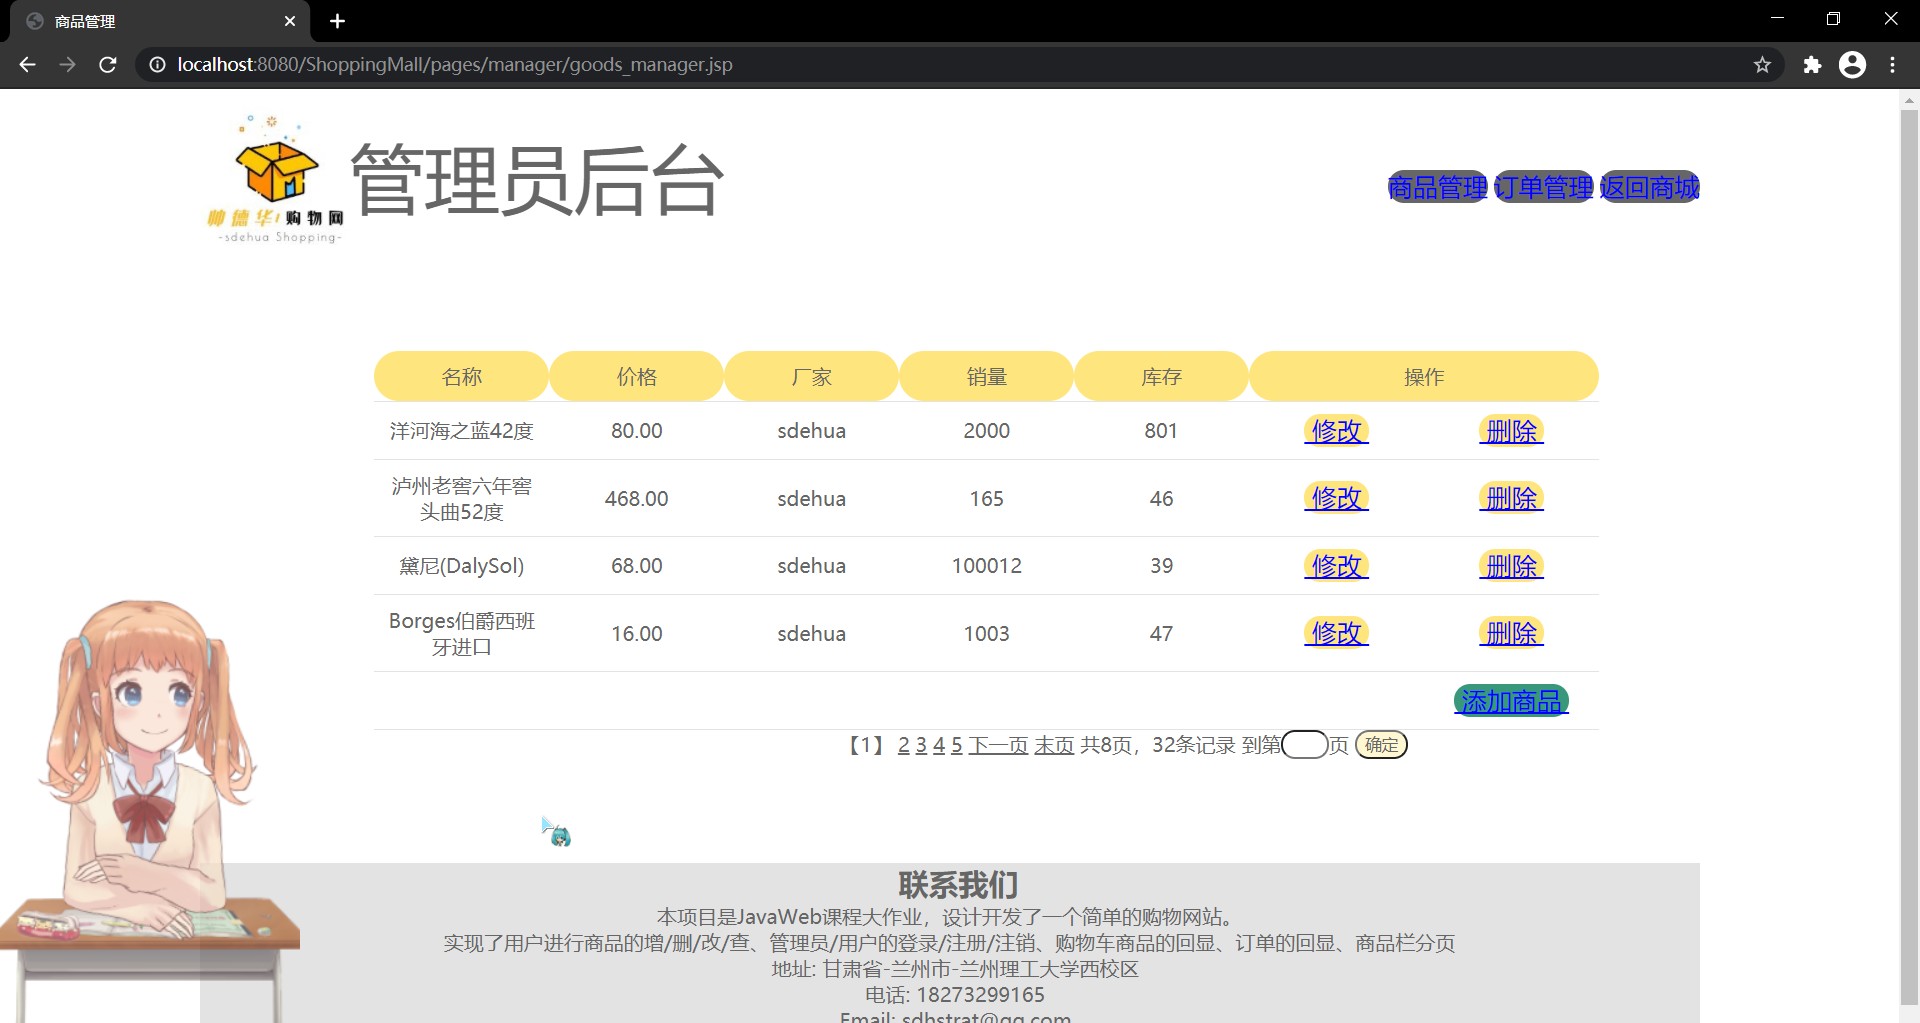 商品管理
localhost:8080/ShoppingMall/pages/manager/goods_manager.jsp
帅德华/购物网
-sdehua Shopping-
管理员后台
商品管理 订单管理 返回商城
名称 价格 厂家 销量 库存 操作
洋河海之蓝42度 80.00 sdehua 2000 801 修改 删除
泸州老窖六年窖
头曲52度 468.00 sdehua 165 46 修改 删除
黛尼(DalySol) 68.00 sdehua 100012 39 修改 删除
Borges伯爵西班
牙进口 16.00 sdehua 1003 47 修改 删除
添加商品
【1】 2 3 4 5 下一页 末页 共8页，32条记录 到第 页 确定
联系我们
本项目是JavaWeb课程大作业，设计开发了一个简单的购物网站。
实现了用户进行商品的增/删/改/查、管理员/用户的登录/注册/注销、购物车商品的回显、订单的回显、商品栏分页
地址: 甘肃省-兰州市-兰州理工大学西校区
电话: 18273299165
Email: sdhstrat@qq.com